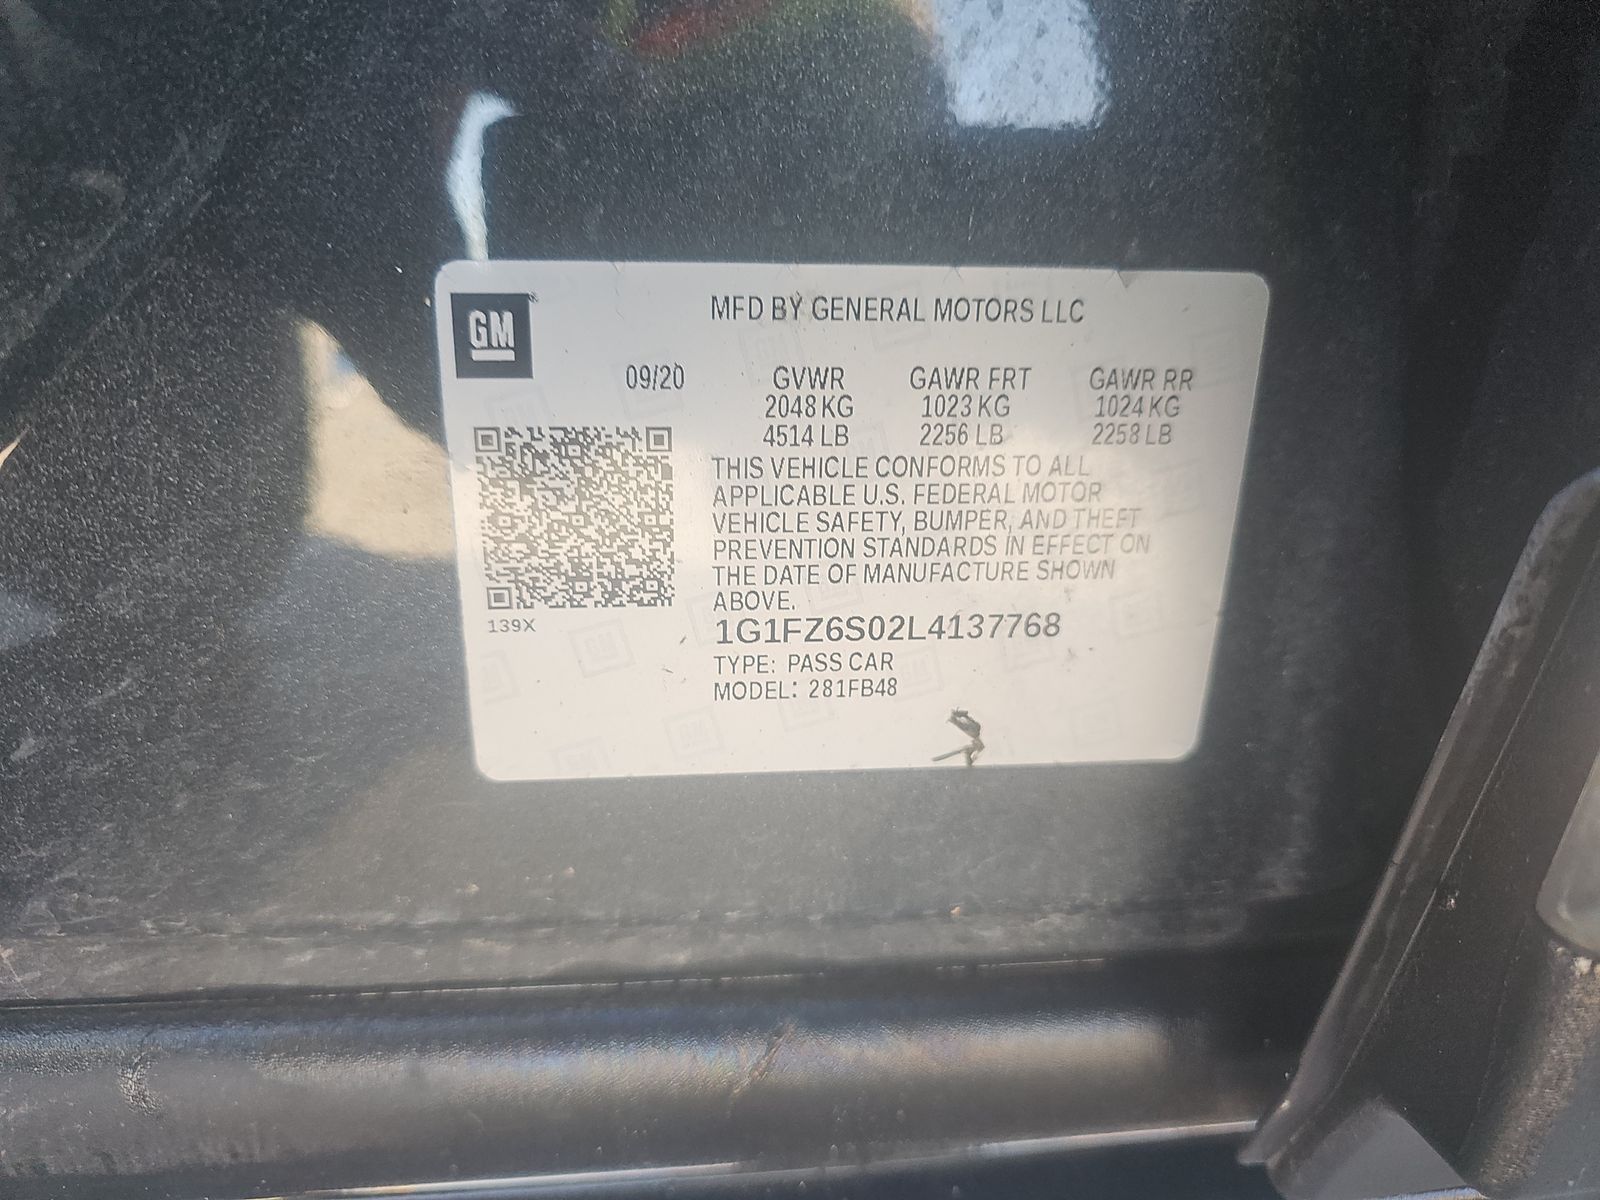 GM
MFD BY GENERAL MOTORS LLC
09/20 GVWR GAWR FRT GAWR RR
2048 KG 1023 KG 1024 KG
4514 LB 2256 LB 2258 LB
THIS VEHICLE CONFORMS TO ALL
APPLICABLE U.S. FEDERAL MOTOR
VEHICLE SAFETY, BUMPER, AND THEFT
PREVENTION STANDARDS IN EFFECT ON
THE DATE OF MANUFACTURE SHOWN
ABOVE.
139X
1G1FZ6S02L4137768
TYPE: PASS CAR
MODEL: 281FB48